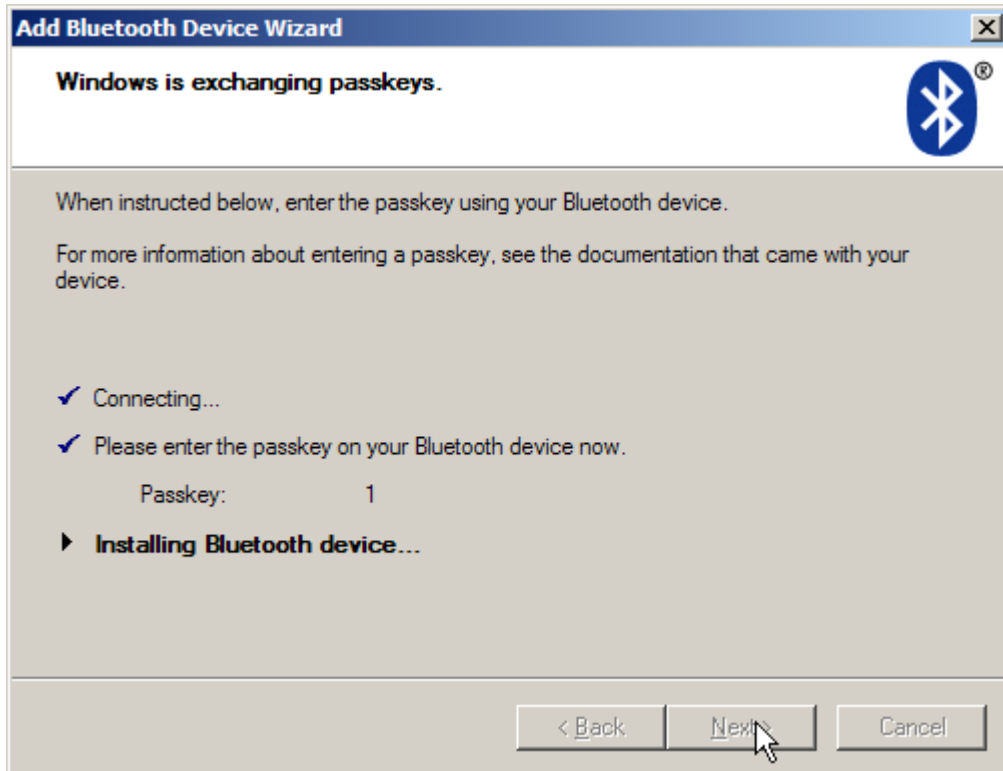 Add Bluetooth Device Wizard
Windows is exchanging passkeys.
®
When instructed below, enter the passkey using your Bluetooth device.
For more information about entering a passkey, see the documentation that came with your
device.
Connecting...
Please enter the passkey on your Bluetooth device now.
Passkey: 1
Installing Bluetooth device...
< Back Next > Cancel